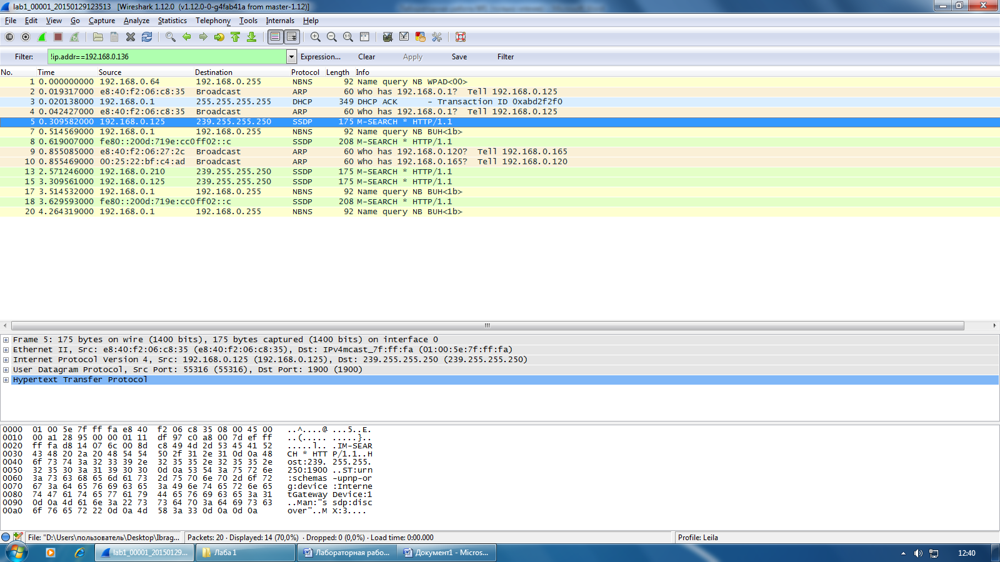 lab1_00001_20150129123513 [Wireshark 1.12.0 (v1.12.0-0-g4fab41a from master-1.12)]
File Edit View Go Capture Analyze Statistics Telephony Tools Internals Help
Filter: !ip.addr==192.168.0.136 Expression... Clear Apply Save Filter
No. Time Source Destination Protocol Length Info
1 0.000000000 192.168.0.64 192.168.0.255 NBNS 92 Name query NB WPAD<00>
2 0.019317000 e8:40:f2:06:c8:35 Broadcast ARP 60 Who has 192.168.0.1? Tell 192.168.0.125
3 0.020138000 192.168.0.1 255.255.255.255 DHCP 349 DHCP ACK - Transaction ID 0xabd2f2f0
4 0.042427000 e8:40:f2:06:c8:35 Broadcast ARP 60 Who has 192.168.0.1? Tell 192.168.0.125
5 0.309582000 192.168.0.125 239.255.255.250 SSDP 175 M-SEARCH * HTTP/1.1
7 0.514569000 192.168.0.1 192.168.0.255 NBNS 92 Name query NB BUH<1b>
8 0.619007000 fe80::200d:719e:cc0 ff02::c SSDP 208 M-SEARCH * HTTP/1.1
9 0.855085000 e8:40:f2:06:27:2c Broadcast ARP 60 Who has 192.168.0.120? Tell 192.168.0.165
10 0.855469000 00:25:22:bf:c4:ad Broadcast ARP 60 Who has 192.168.0.165? Tell 192.168.0.120
13 2.571246000 192.168.0.210 239.255.255.250 SSDP 175 M-SEARCH * HTTP/1.1
15 3.309561000 192.168.0.125 239.255.255.250 SSDP 175 M-SEARCH * HTTP/1.1
17 3.514532000 192.168.0.1 192.168.0.255 NBNS 92 Name query NB BUH<1b>
18 3.629593000 fe80::200d:719e:cc0 ff02::c SSDP 208 M-SEARCH * HTTP/1.1
20 4.264319000 192.168.0.1 192.168.0.255 NBNS 92 Name query NB BUH<1b>
Frame 5: 175 bytes on wire (1400 bits), 175 bytes captured (1400 bits) on interface 0
Ethernet II, Src: e8:40:f2:06:c8:35 (e8:40:f2:06:c8:35), Dst: IPv4mcast_7f:ff:fa (01:00:5e:7f:ff:fa)
Internet Protocol Version 4, Src: 192.168.0.125 (192.168.0.125), Dst: 239.255.255.250 (239.255.255.250)
User Datagram Protocol, Src Port: 55316 (55316), Dst Port: 1900 (1900)
Hypertext Transfer Protocol
0000 01 00 5e 7f ff fa e8 40 f2 06 c8 35 08 00 45 00 ..^....@ ...5..E.
0010 00 a1 28 95 00 00 01 11 df 97 c0 a8 00 7d ef ff ..(..... .....}..
0020 ff fa d8 14 07 6c 00 8d c8 49 4d 2d 53 45 41 52 .....l.. .IM-SEAR
0030 43 48 20 2a 20 48 54 54 50 2f 31 2e 31 0d 0a 48 CH * HTT P/1.1..H
0040 6f 73 74 3a 32 33 39 2e 32 35 35 2e 32 35 35 2e ost:239. 255.255.
0050 32 35 30 3a 31 39 30 30 0d 0a 53 54 3a 75 72 6e 250:1900 ..ST:urn
0060 3a 73 63 68 65 6d 61 73 2d 75 70 6e 70 2d 6f 72 :schemas -upnp-or
0070 67 3a 64 65 76 69 63 65 3a 49 6e 74 65 72 6e 65 g:device :Interne
0080 74 47 61 74 65 77 61 79 44 65 76 69 63 65 3a 31 tGateway Device:1
0090 0d 0a 4d 61 6e 3a 22 73 73 64 70 3a 64 69 73 63 ..Man:"s sdp:disc
00a0 6f 76 65 72 22 0d 0a 4d 58 3a 33 0d 0a 0d 0a over"..M X:3....
File: "D:\Users\пользователь\Desktop\Ibrag... Packets: 20 · Displayed: 14 (70,0%) · Dropped: 0 (0,0%) · Load time: 0:00.000 Profile: Leila
lab1_00001_20150129... Лаба 1 Лабораторная рабо... Документ1 - Micros... 12:40